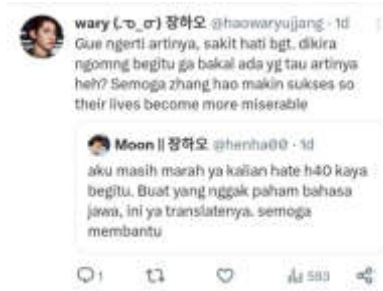 wary (.づ_σ) 장하오 @haowaryujjang · 1d
Gue ngerti artinya, sakit hati bgt. dikira
ngomng begitu ga bakal ada yg tau artinya
heh? Semoga zhang hao makin sukses so
their lives become more miserable
Moon || 장하오 @henha00 · 1d
aku masih marah ya kalian hate h40 kaya
begitu. Buat yang nggak paham bahasa
jawa, ini ya translatenya. semoga
membantu
1
593